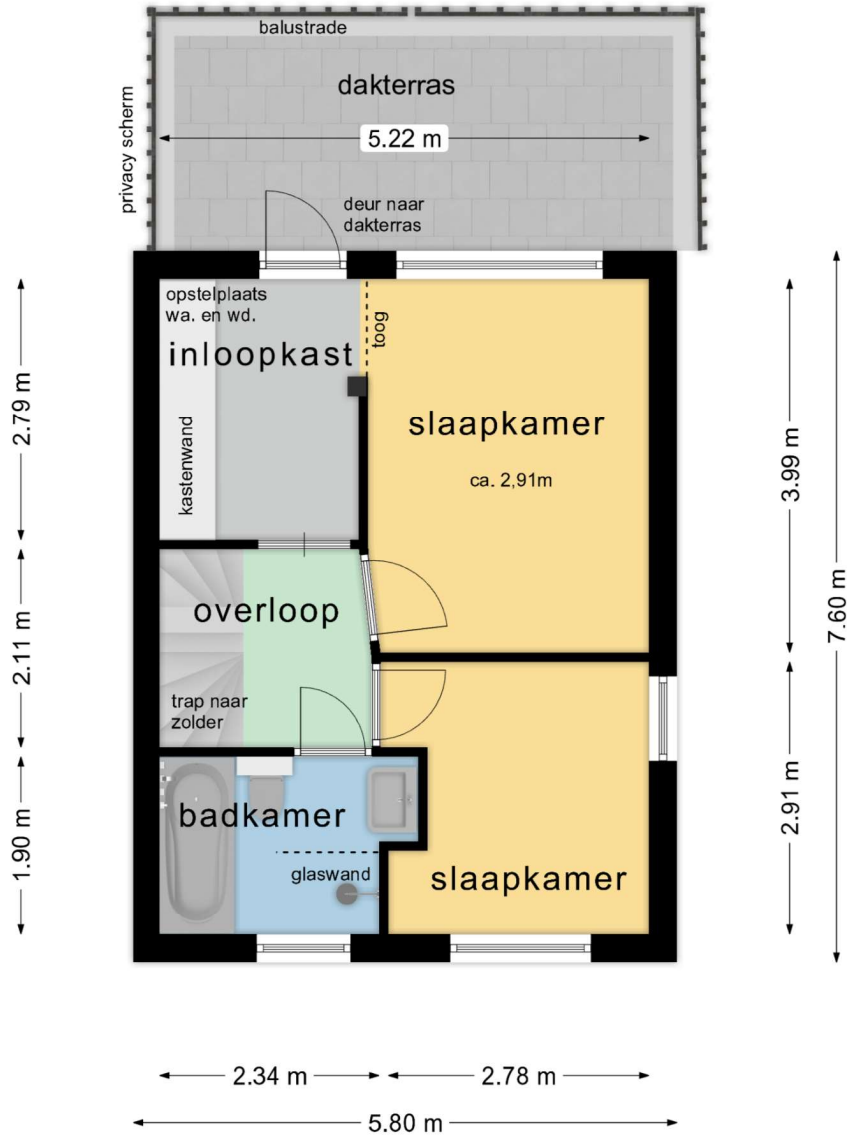 balustrade
dakterras
privacy scherm
5.22 m
deur naar
dakterras
opstelplaats
wa. en wd.
toog
inloopkast
2.79 m
kastenwand
slaapkamer
ca. 2,91m
3.99 m
7.60 m
overloop
2.11 m
trap naar
zolder
badkamer
1.90 m
glaswand
slaapkamer
2.91 m
2.34 m
2.78 m
5.80 m